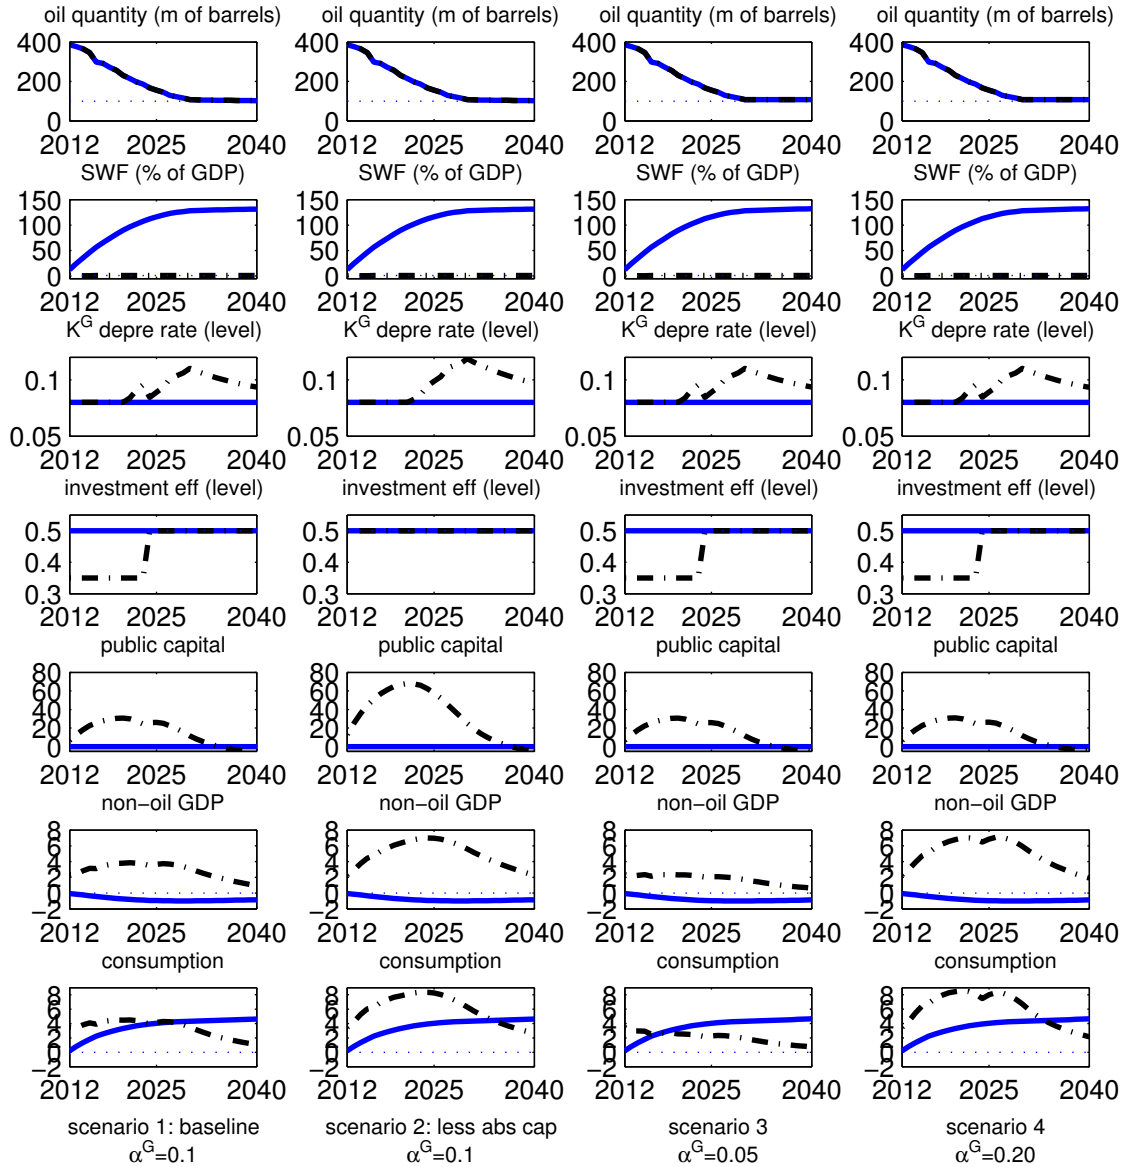 oil quantity (m of barrels) oil quantity (m of barrels) oil quantity (m of barrels) oil quantity (m of barrels)
400 400 400 400
200 200 200 200
0 0 0 0
2012 2025 2040 2012 2025 2040 2012 2025 2040 2012 2025 2040
SWF (% of GDP) SWF (% of GDP) SWF (% of GDP) SWF (% of GDP)
150 150 150 150
100 100 100 100
50 50 50 50
0 0 0 0
2012 2025 2040 2012 2025 2040 2012 2025 2040 2012 2025 2040
K^G depre rate (level) K^G depre rate (level) K^G depre rate (level) K^G depre rate (level)
0.1 0.1 0.1 0.1
0.05 0.05 0.05 0.05
2012 2025 2040 2012 2025 2040 2012 2025 2040 2012 2025 2040
investment eff (level) investment eff (level) investment eff (level) investment eff (level)
0.5 0.5 0.5 0.5
0.4 0.4 0.4 0.4
0.3 0.3 0.3 0.3
2012 2025 2040 2012 2025 2040 2012 2025 2040 2012 2025 2040
public capital public capital public capital public capital
80 80 80 80
60 60 60 60
40 40 40 40
20 20 20 20
0 0 0 0
2012 2025 2040 2012 2025 2040 2012 2025 2040 2012 2025 2040
non−oil GDP non−oil GDP non−oil GDP non−oil GDP
8 8 8 8
6 6 6 6
4 4 4 4
2 2 2 2
0 0 0 0
−2 −2 −2 −2
2012 2025 2040 2012 2025 2040 2012 2025 2040 2012 2025 2040
consumption consumption consumption consumption
8 8 8 8
6 6 6 6
4 4 4 4
2 2 2 2
0 0 0 0
−2 −2 −2 −2
2012 2025 2040 2012 2025 2040 2012 2025 2040 2012 2025 2040
scenario 1: baseline scenario 2: less abs cap scenario 3 scenario 4
α^G=0.1 α^G=0.1 α^G=0.05 α^G=0.20